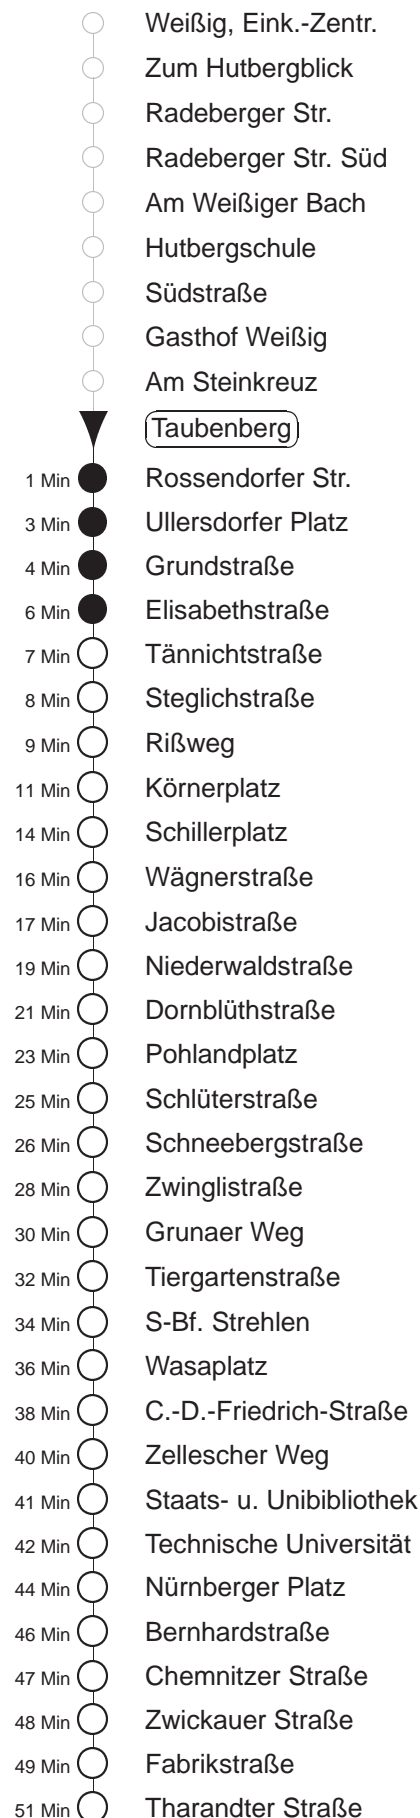 Weißig, Eink.-Zentr.
Zum Hutbergblick
Radeberger Str.
Radeberger Str. Süd
Am Weißiger Bach
Hutbergschule
Südstraße
Gasthof Weißig
Am Steinkreuz
Taubenberg
1 Min Rossendorfer Str.
3 Min Ullersdorfer Platz
4 Min Grundstraße
6 Min Elisabethstraße
7 Min Tännichtstraße
8 Min Steglichstraße
9 Min Rißweg
11 Min Körnerplatz
14 Min Schillerplatz
16 Min Wägnerstraße
17 Min Jacobistraße
19 Min Niederwaldstraße
21 Min Dornblüthstraße
23 Min Pohlandplatz
25 Min Schlüterstraße
26 Min Schneebergstraße
28 Min Zwinglistraße
30 Min Grunaer Weg
32 Min Tiergartenstraße
34 Min S-Bf. Strehlen
36 Min Wasaplatz
38 Min C.-D.-Friedrich-Straße
40 Min Zellescher Weg
41 Min Staats- u. Unibibliothek
42 Min Technische Universität
44 Min Nürnberger Platz
46 Min Bernhardstraße
47 Min Chemnitzer Straße
48 Min Zwickauer Straße
49 Min Fabrikstraße
51 Min Tharandter Straße